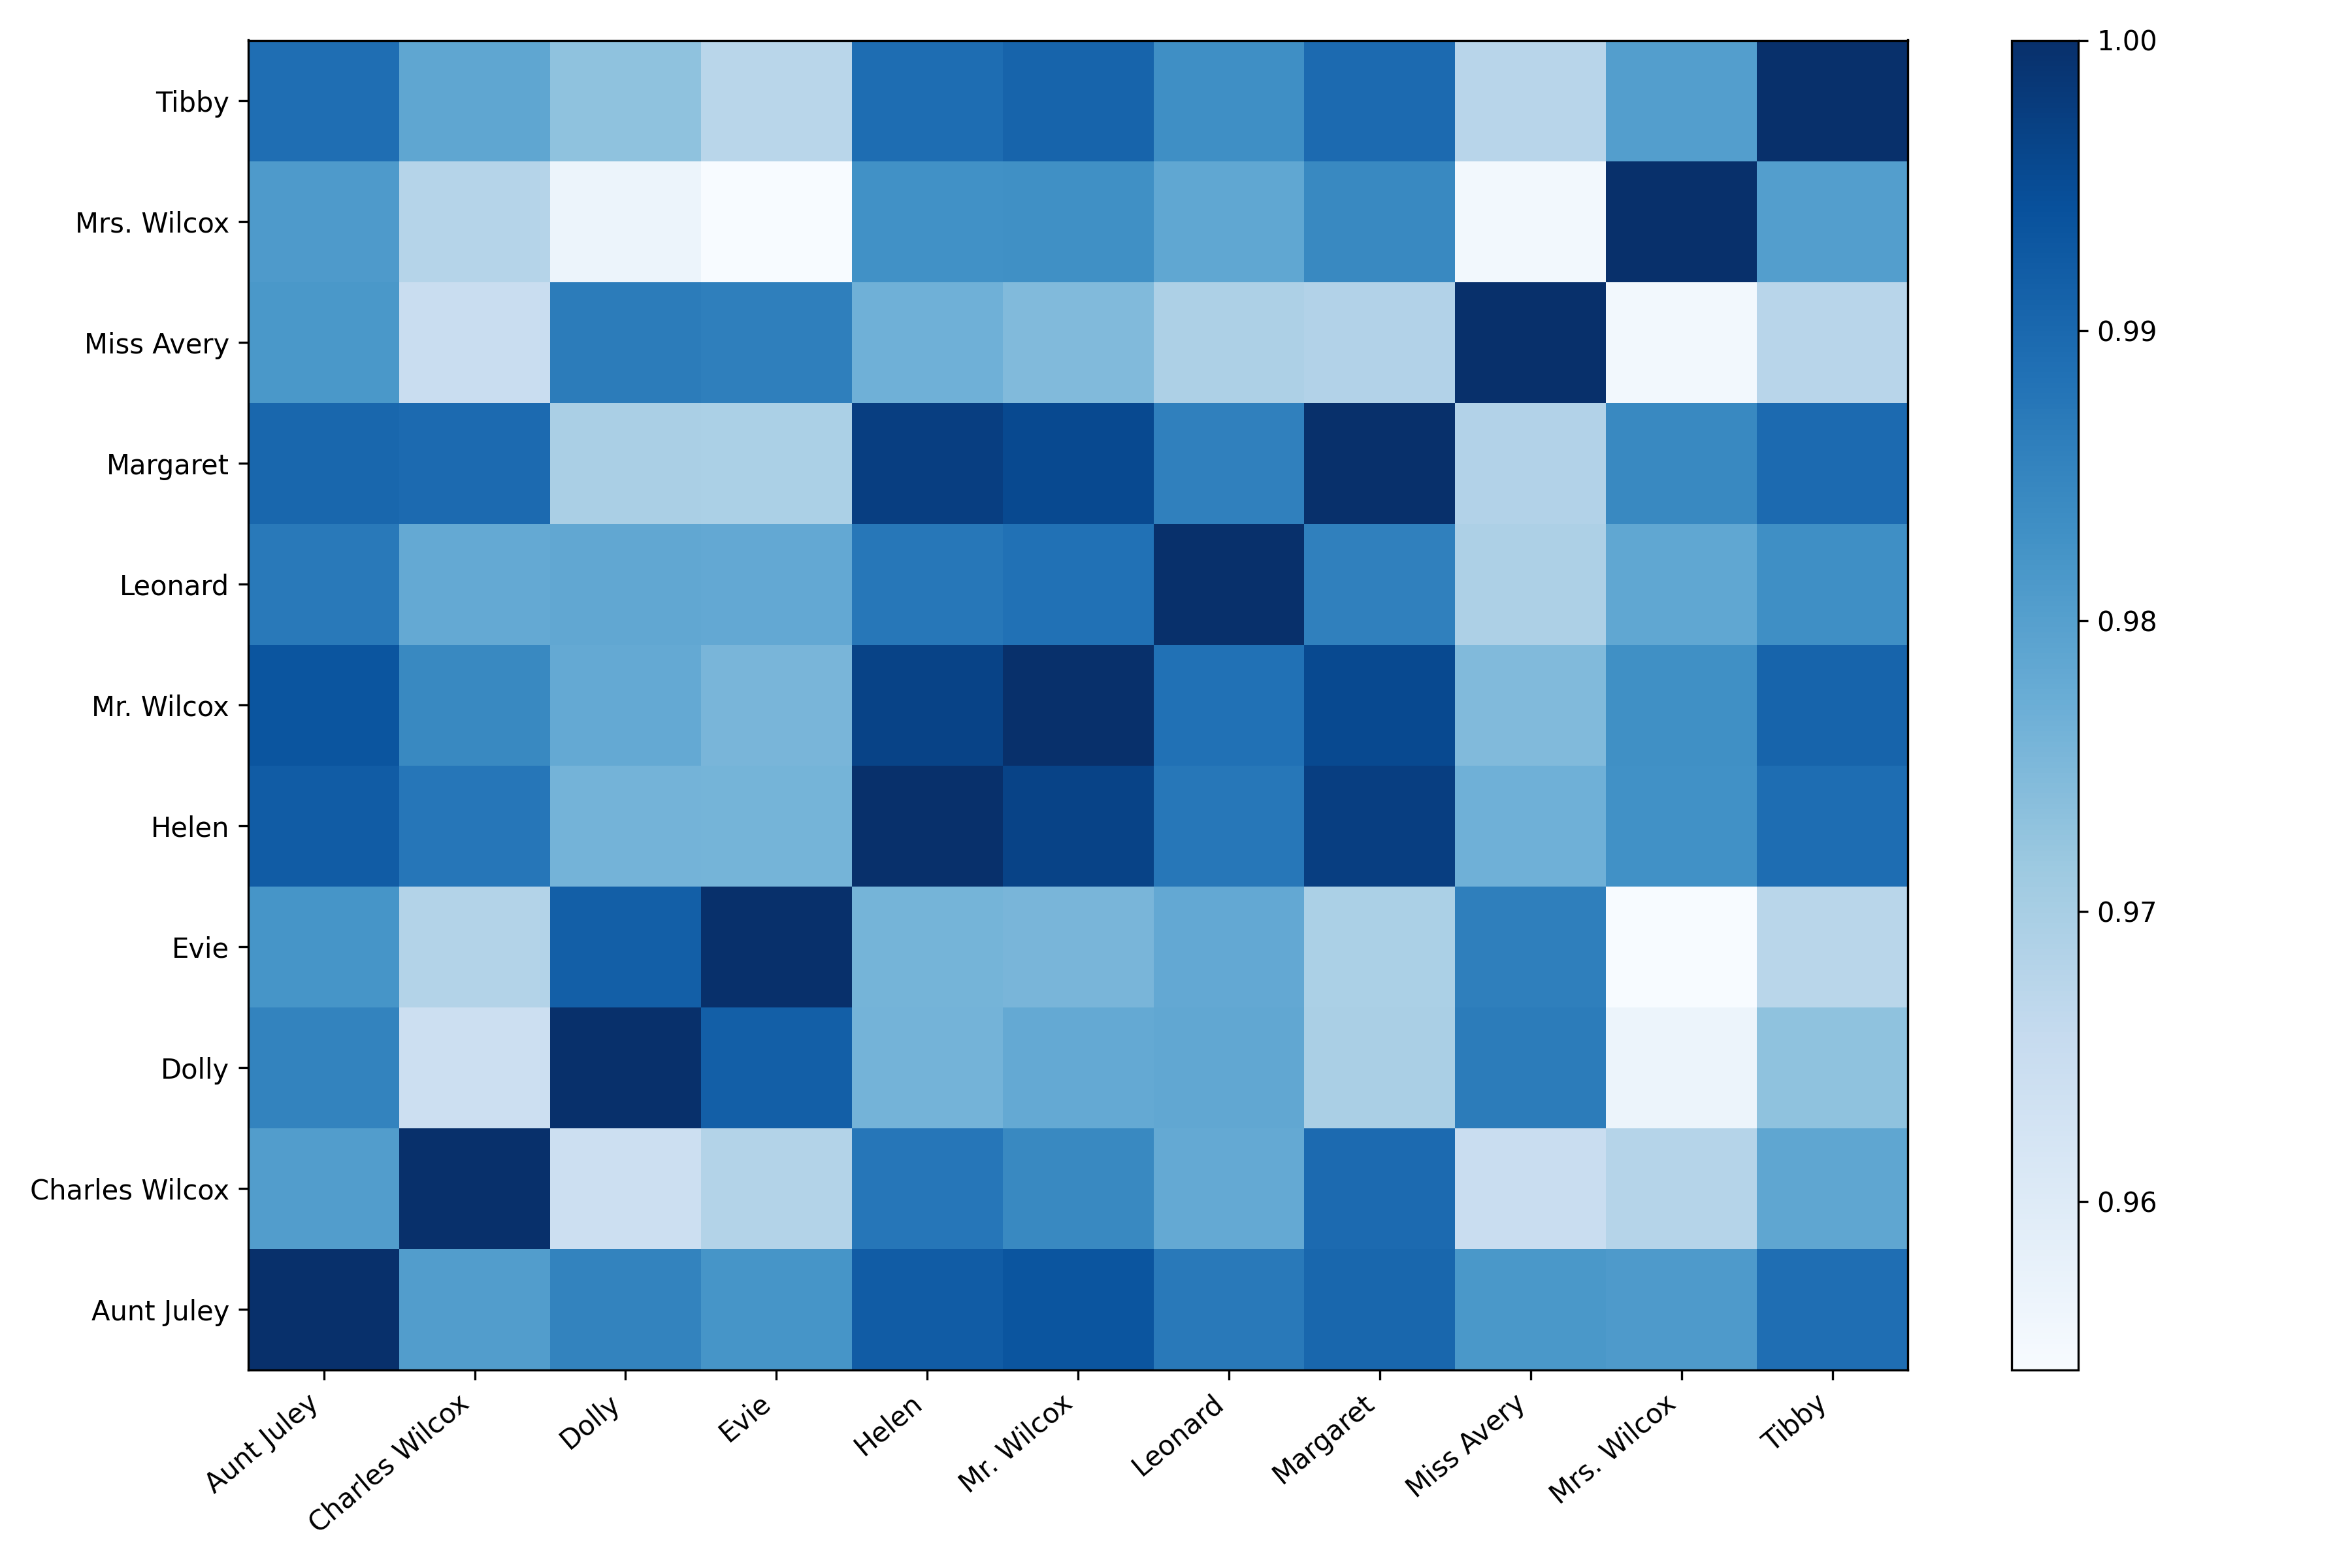 Tibby
Mrs. Wilcox
Miss Avery
Margaret
Leonard
Mr. Wilcox
Helen
Evie
Dolly
Charles Wilcox
Aunt Juley
Aunt Juley
Charles Wilcox
Dolly
Evie
Helen
Mr. Wilcox
Leonard
Margaret
Miss Avery
Mrs. Wilcox
Tibby
1.00
0.99
0.98
0.97
0.96